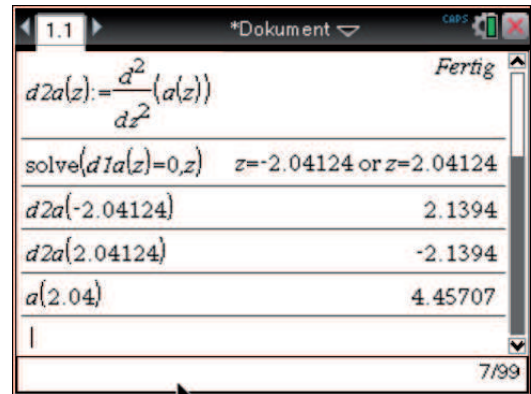 1.1 *Dokument CAPS
d2a(z):=d²/dz²(a(z)) Fertig
solve(d1a(z)=0,z) z=-2.04124 or z=2.04124
d2a(-2.04124) 2.1394
d2a(2.04124) -2.1394
a(2.04) 4.45707
7/99